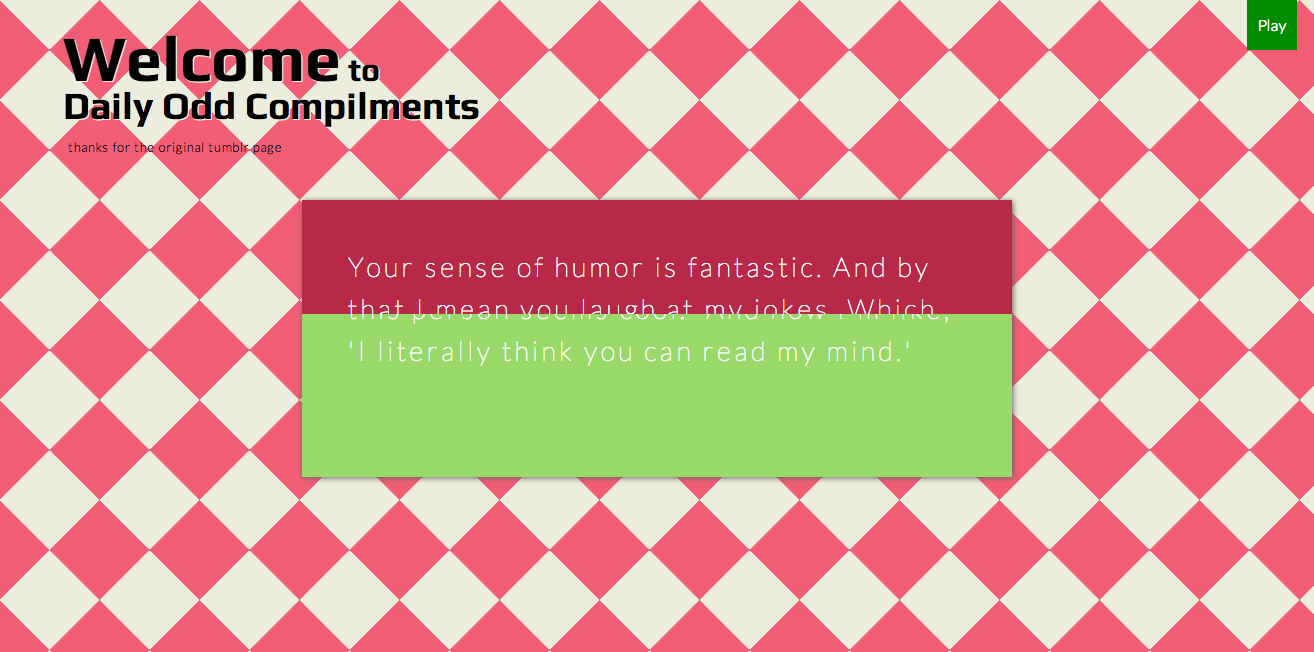 Play
Welcome to
Daily Odd Compilments
thanks for the original tumblr page
Your sense of humor is fantastic. And by
that I mean you laugh at my jokes. Which,
'I literally think you can read my mind.'